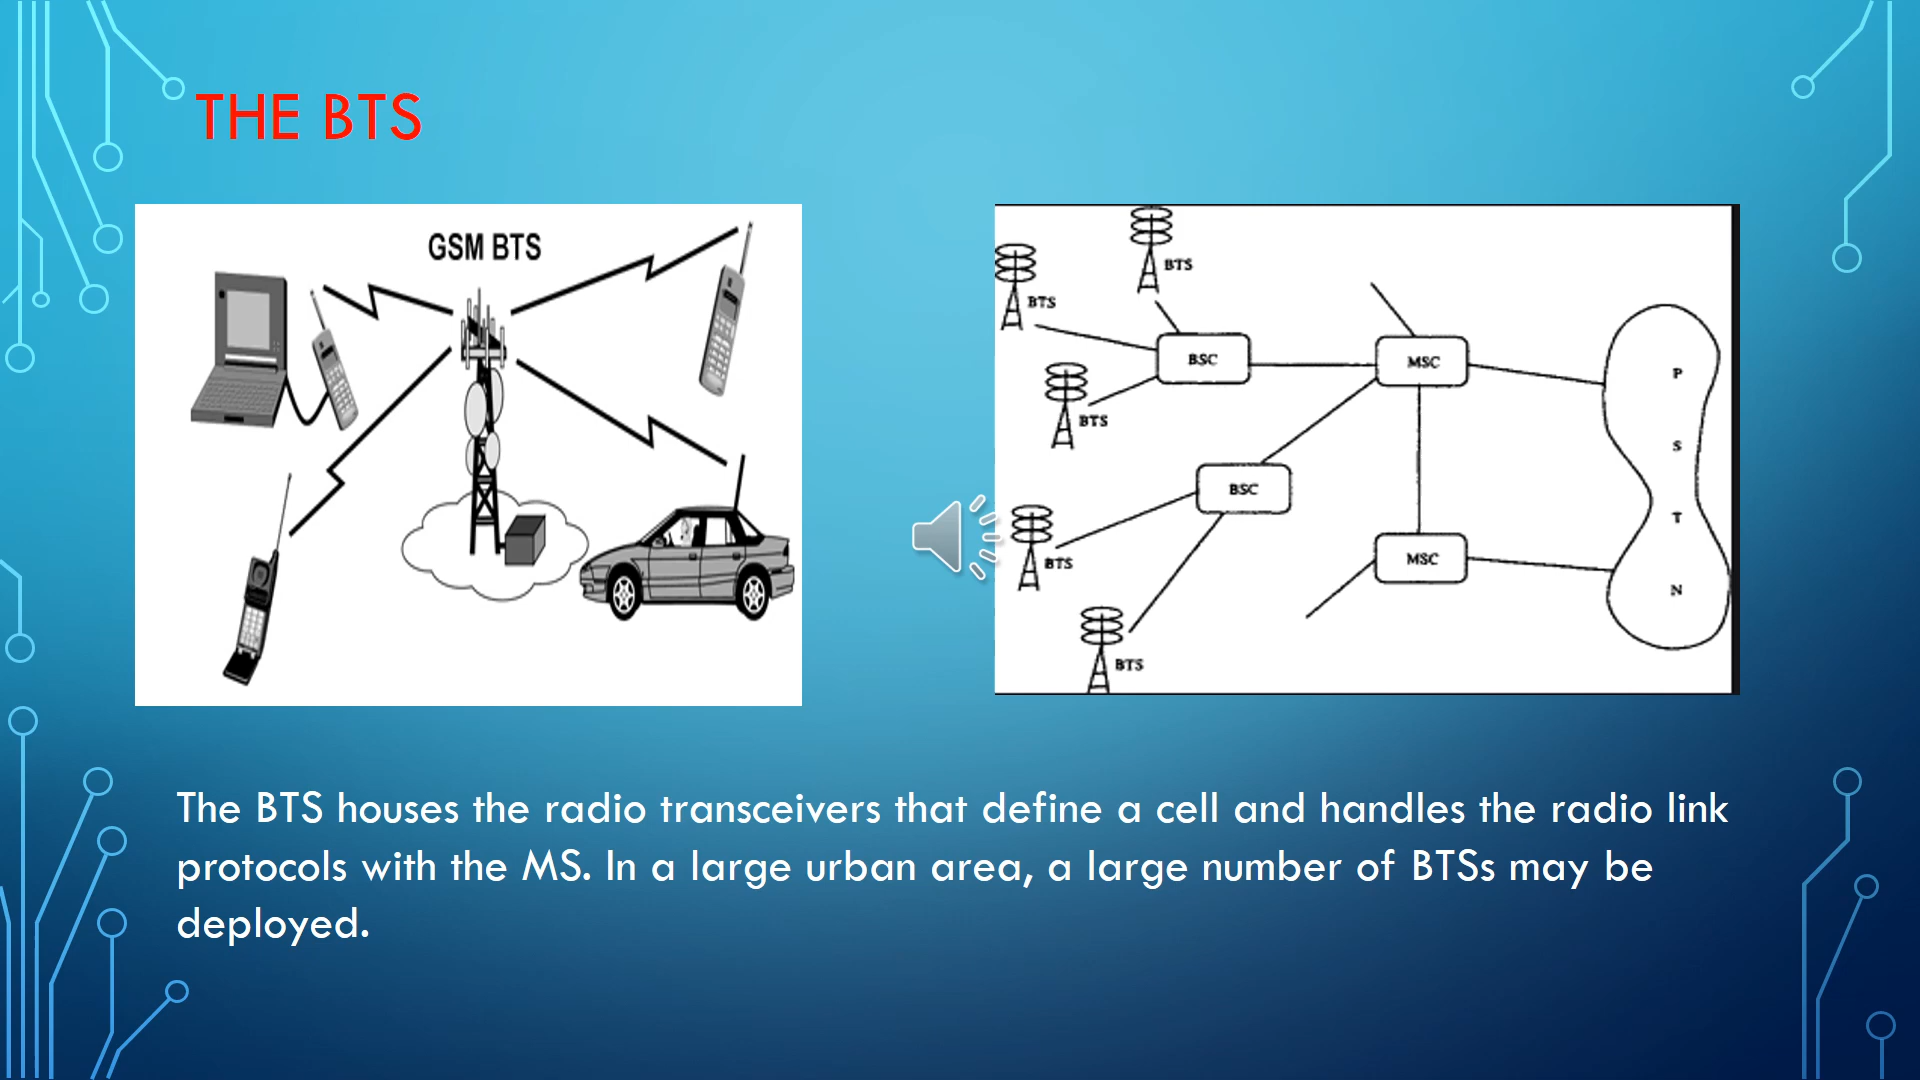 THE BTS
GSM BTS
BTS
BTS
BSC
MSC
BTS
BSC
BTS
MSC
BTS
P
S
T
N
The BTS houses the radio transceivers that define a cell and handles the radio link
protocols with the MS. In a large urban area, a large number of BTSs may be
deployed.